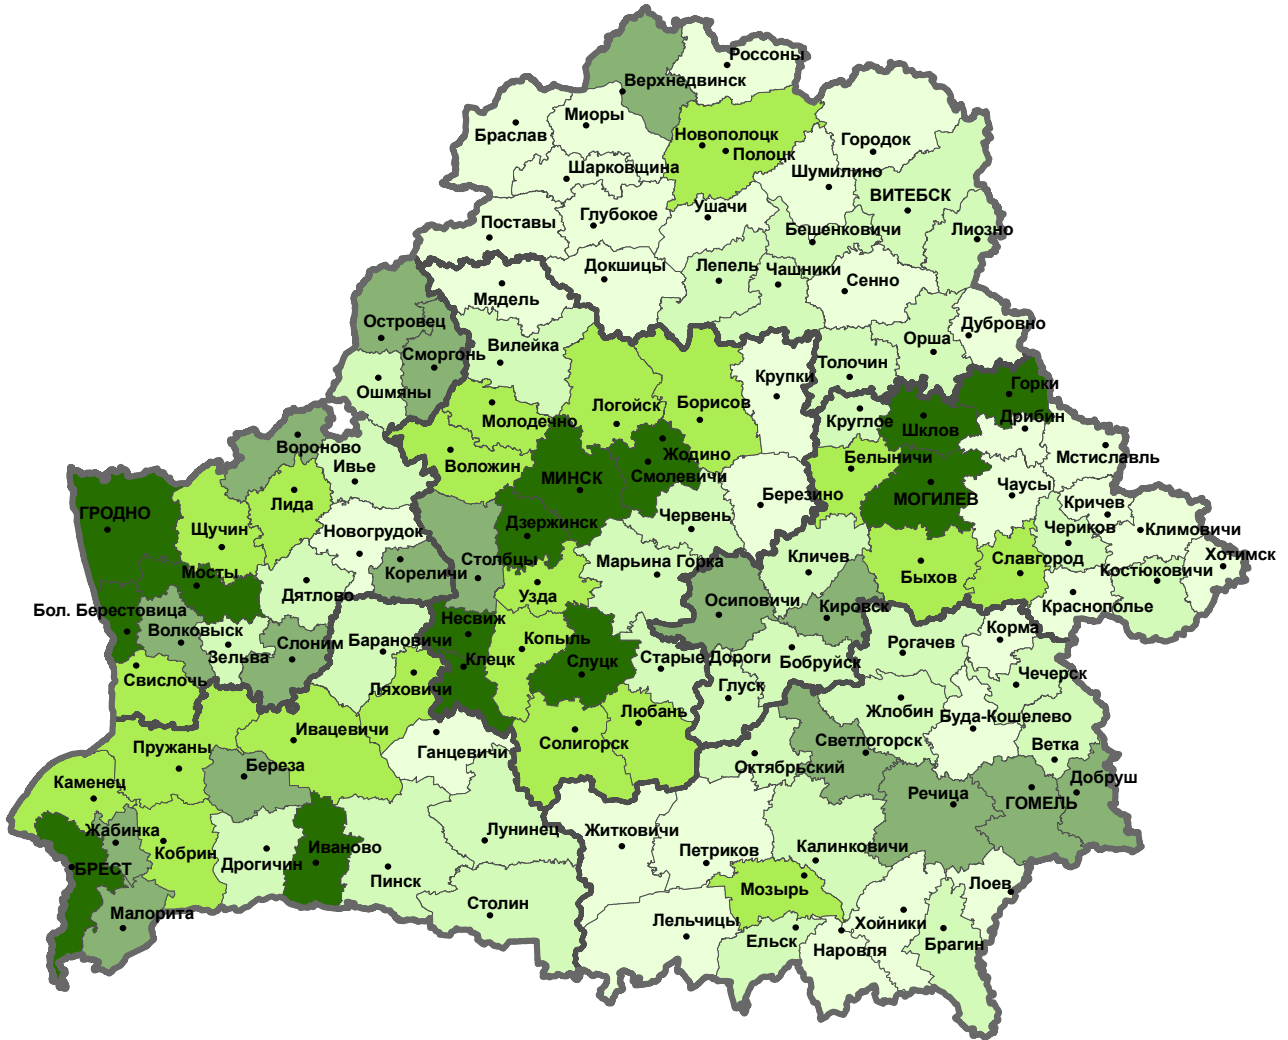 Россоны
Верхнедвинск
Миоры
Браслав
Новополоцк
Полоцк
Городок
Шарковщина
Шумилино
ВИТЕБСК
Ушачи
Глубокое
Поставы
Бешенковичи
Лиозно
Докшицы
Лепель
Чашники
Сенно
Мядель
Островец
Дубровно
Орша
Вилейка
Сморгонь
Толочин
Крупки
Ошмяны
Горки
Логойск
Борисов
Дрибин
Молодечно
Круглое
Шклов
Вороново
Жодино
Белыничи
Мстиславль
Ивье
Воложин
МИНСК
Смолевичи
Чаусы
Березино
МОГИЛЕВ
Лида
Кричев
ГРОДНО
Червень
Дзержинск
Чериков
Климовичи
Щучин
Новогрудок
Кличев
Славгород
Хотимск
Столбцы
Марьина Горка
Костюковичи
Мосты
Кореличи
Быхов
Дятлово
Узда
Осиповичи
Кировск
Краснополье
Бол. Берестовица
Несвиж
Волковыск
Слоним
Барановичи
Копыль
Рогачев
Корма
Зельва
Клецк
Слуцк
Старые Дороги
Бобруйск
Чечерск
Свислочь
Ляховичи
Глуск
Любань
Жлобин
Буда-Кошелево
Ивацевичи
Солигорск
Светлогорск
Ветка
Пружаны
Ганцевичи
Береза
Октябрьский
Добруш
Каменец
Речица
ГОМЕЛЬ
Жабинка
Лунинец
Житковичи
Кобрин
Иваново
Петриков
Калинковичи
Дрогичин
БРЕСТ
Пинск
Мозырь
Лоев
Столин
Малорита
Лельчицы
Хойники
Ельск
Наровля
Брагин